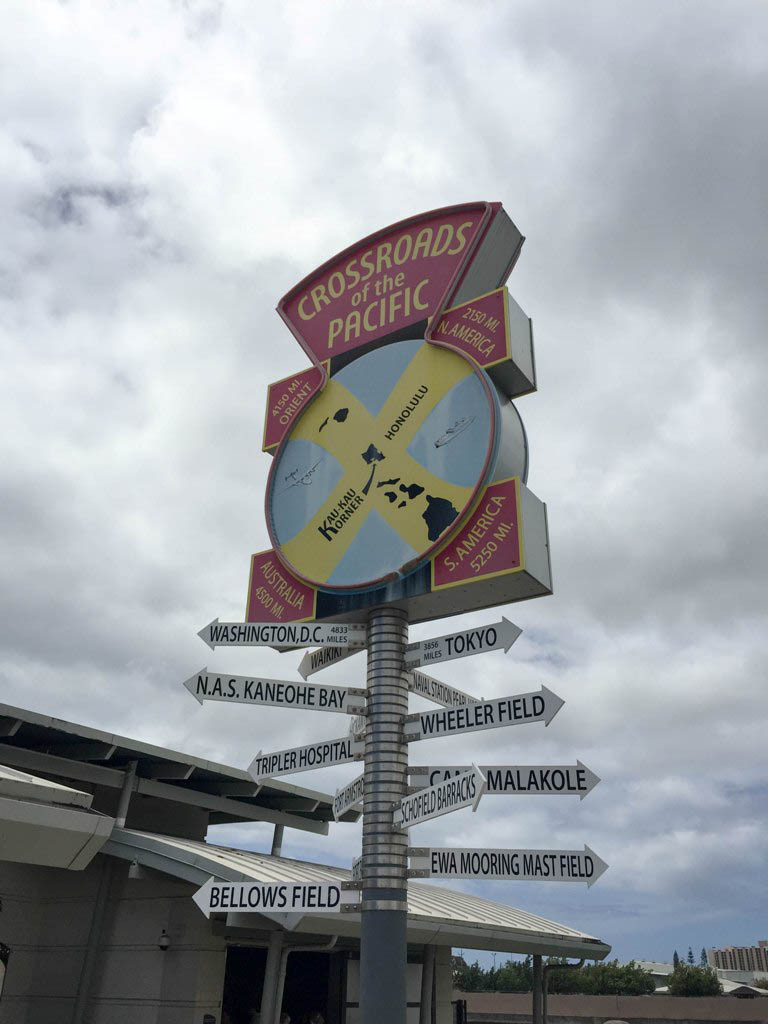 CROSSROADS
of the
PACIFIC
2150 MI.
N. AMERICA
4150 MI.
ORIENT
HONOLULU
KAU-KAU
KORNER
S. AMERICA
5250 MI.
AUSTRALIA
4500 MI.
WASHINGTON,D.C. 4833 MILES
3856 MILES TOKYO
WAIKIKI
N.A.S. KANEOHE BAY
NAVAL STATION
WHEELER FIELD
TRIPLER HOSPITAL
MALAKOLE
FORT
SCHOFIELD BARRACKS
EWA MOORING MAST FIELD
BELLOWS FIELD